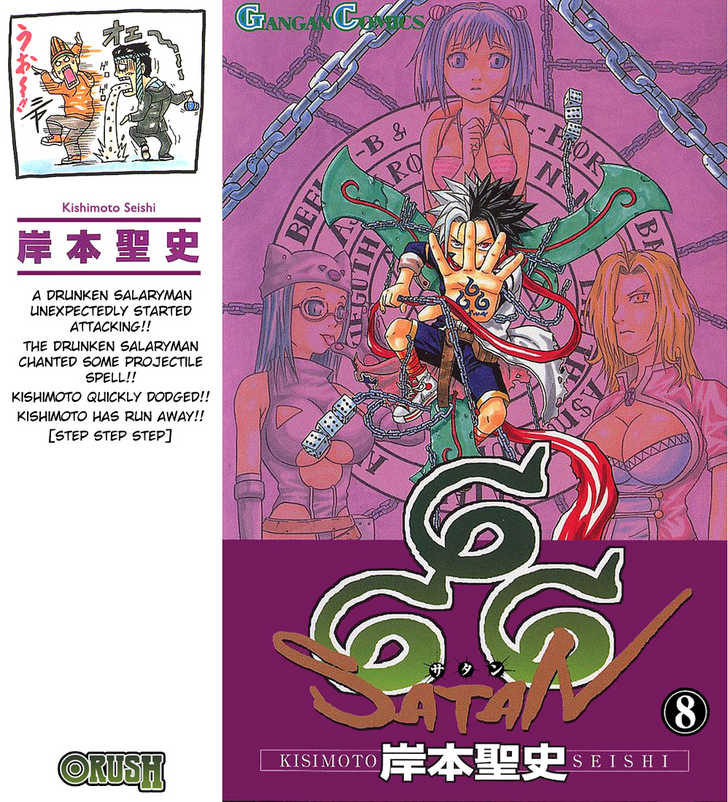 うお〜〜
オエ〜〜
Kishimoto Seishi
岸本聖史
A DRUNKEN SALARYMAN
UNEXPECTEDLY STARTED
ATTACKING!!
THE DRUNKEN SALARYMAN
CHANTED SOME PROJECTILE
SPELL!!
KISHIMOTO QUICKLY DODGED!!
KISHIMOTO HAS RUN AWAY!!
[STEP STEP STEP]
RUSH
GANGAN COMICS
666
サタン
SATAN
8
KISIMOTO 岸本聖史 SEISHI